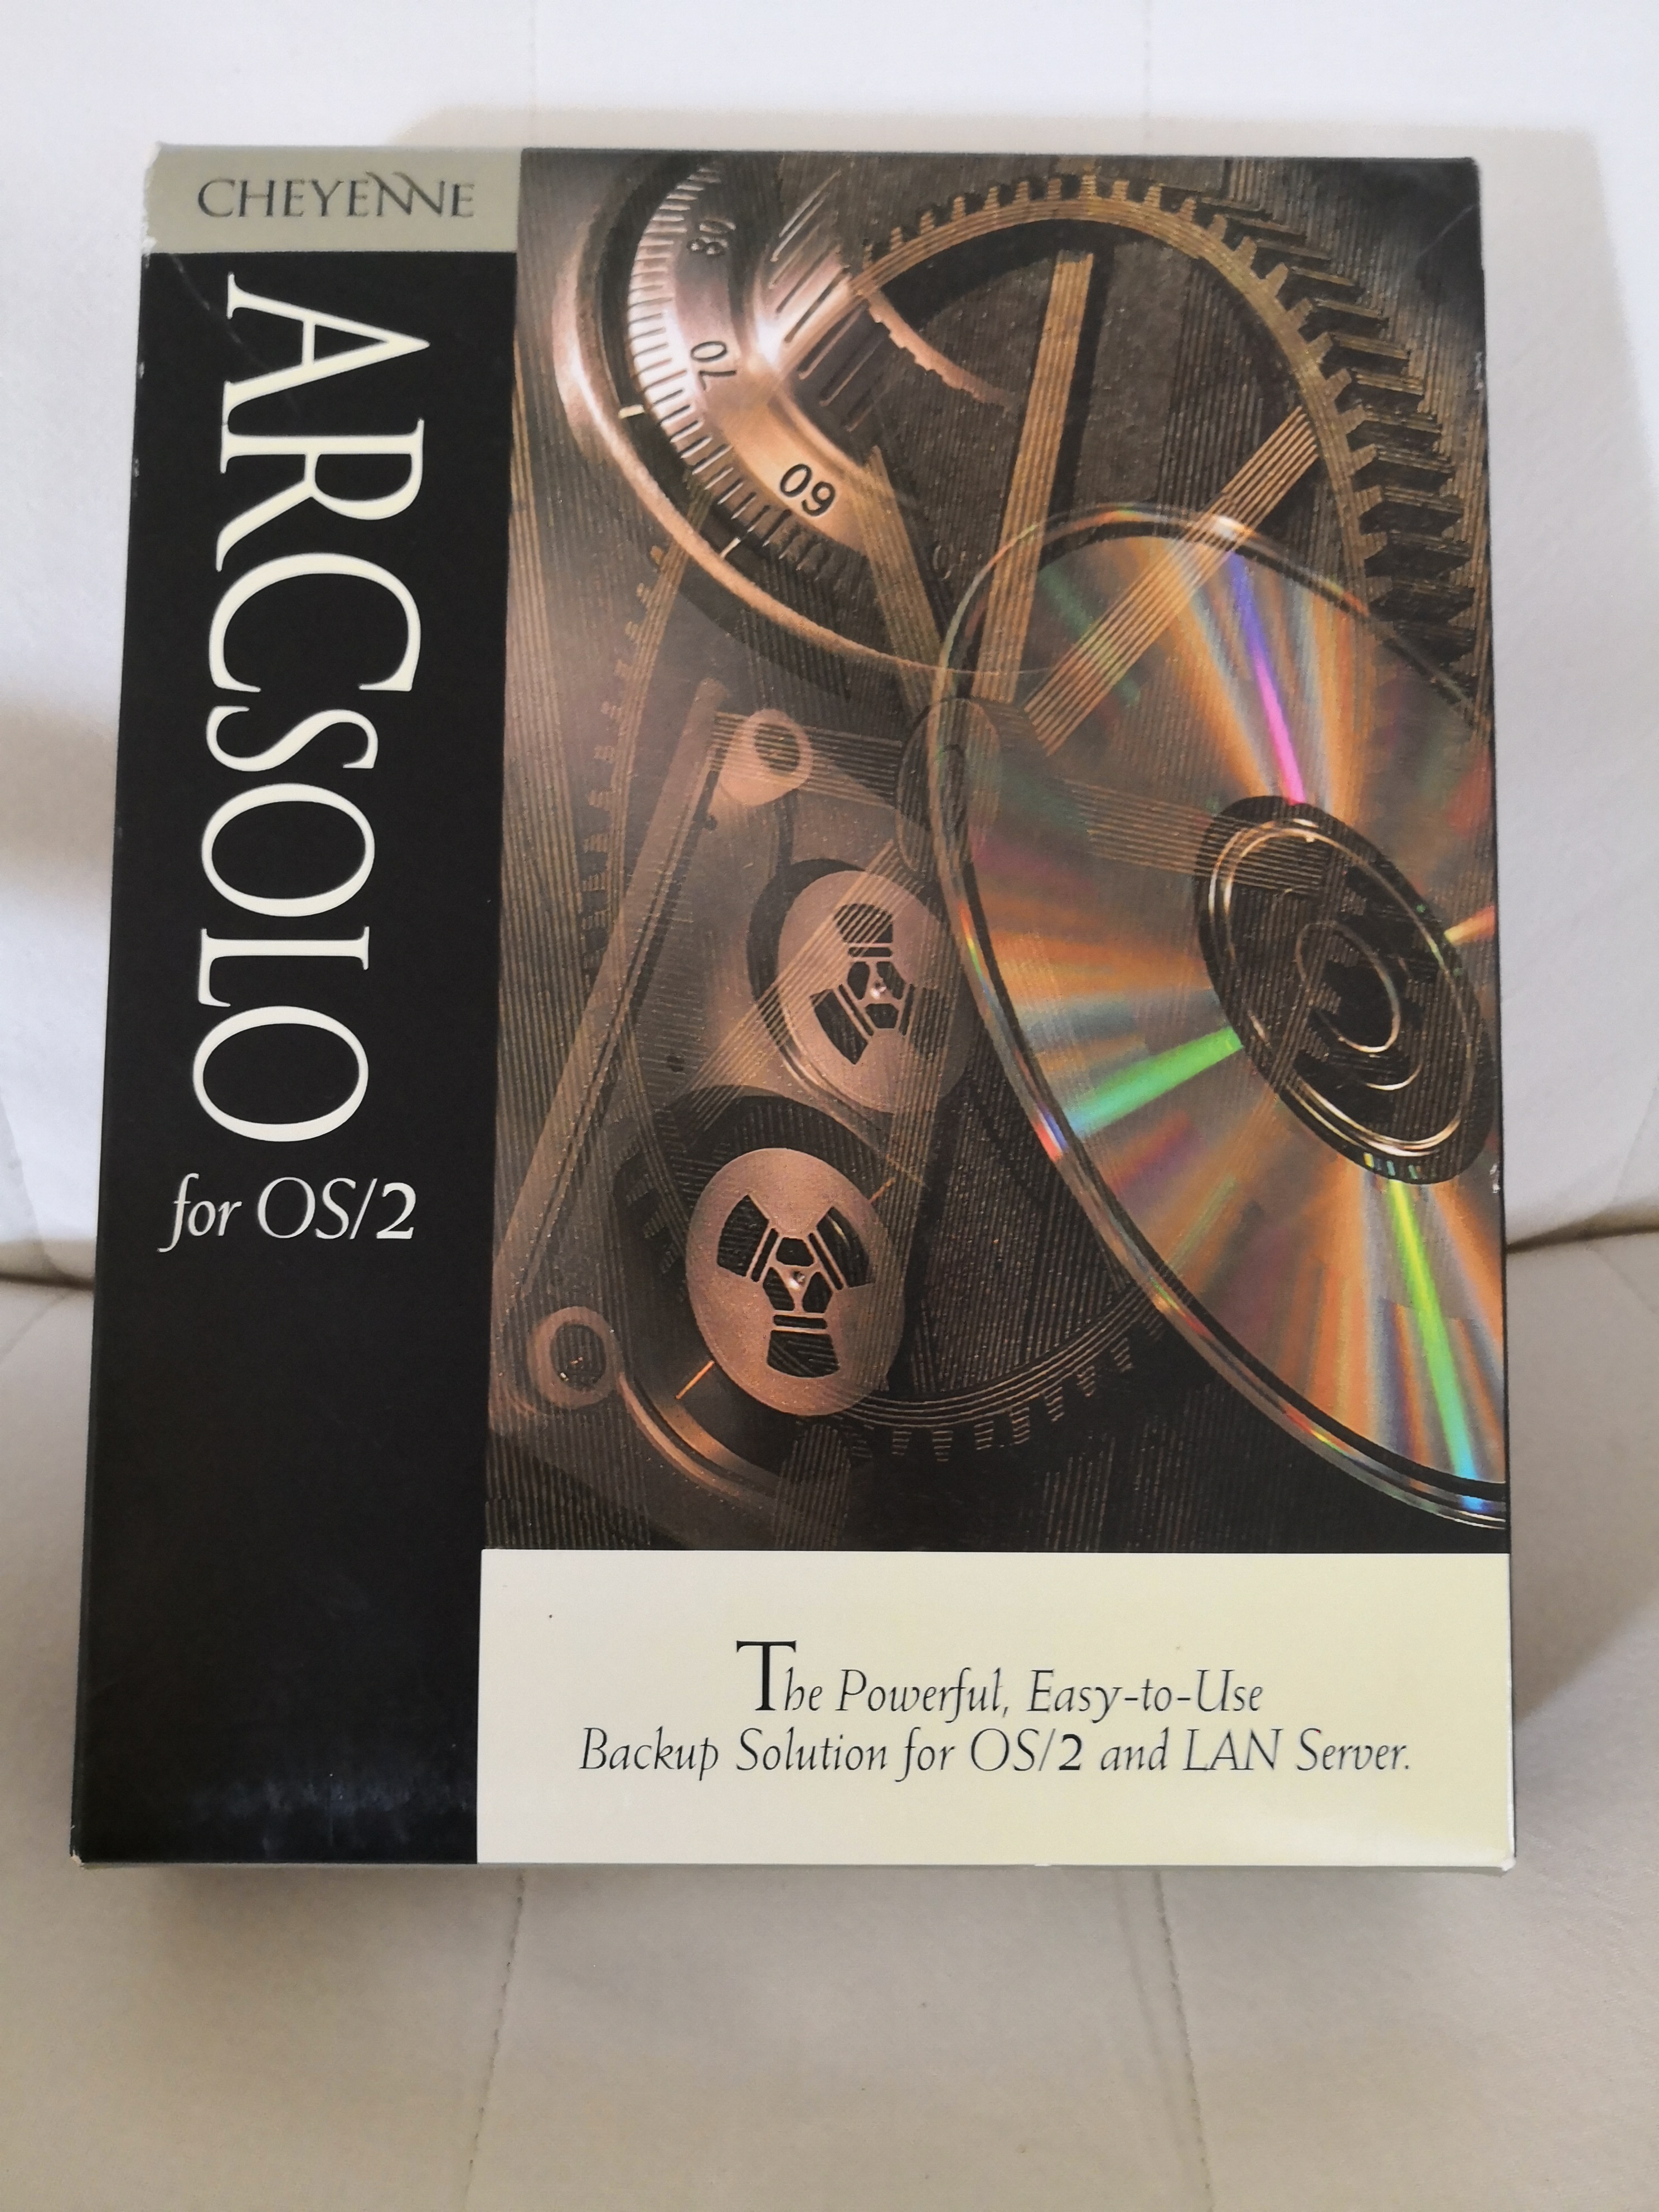 CHEYENNE
ARCSOLO
for OS/2
80
70
60
The Powerful, Easy-to-Use
Backup Solution for OS/2 and LAN Server.